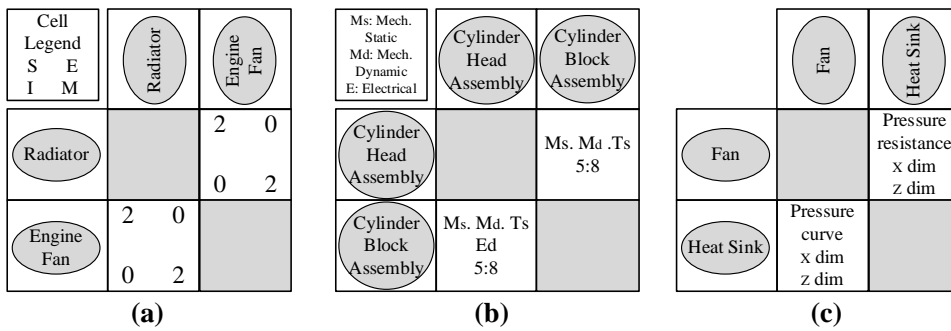 Cell
Legend
S E
I M
Radiator
Engine
Fan
Radiator
2 0
0 2
Engine
Fan
2 0
0 2
(a)
Ms: Mech.
Static
Md: Mech.
Dynamic
E: Electrical
Cylinder
Head
Assembly
Cylinder
Block
Assembly
Cylinder
Head
Assembly
Ms. Md .Ts
5:8
Cylinder
Block
Assembly
Ms. Md. Ts
Ed
5:8
(b)
Fan
Heat Sink
Fan
Pressure
resistance
x dim
z dim
Heat Sink
Pressure
curve
x dim
z dim
(c)